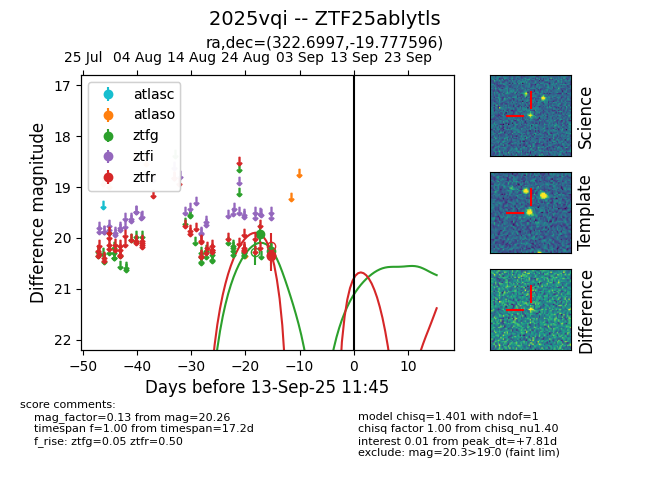 2025vqi -- ZTF25ablytls
ra,dec=(322.6997,-19.777596)
25 Jul 04 Aug 14 Aug 24 Aug 03 Sep 13 Sep 23 Sep
atlasc
atlaso
ztfg
ztfi
ztfr
17
18
19
20
21
22
Difference magnitude
−50 −40 −30 −20 −10 0 10
Days before 13-Sep-25 11:45
Science
Template
Difference
score comments:
mag_factor=0.13 from mag=20.26
timespan f=1.00 from timespan=17.2d
f_rise: ztfg=0.05 ztfr=0.50
model chisq=1.401 with ndof=1
chisq factor 1.00 from chisq_nu1.40
interest 0.01 from peak_dt=+7.81d
exclude: mag=20.3>19.0 (faint lim)